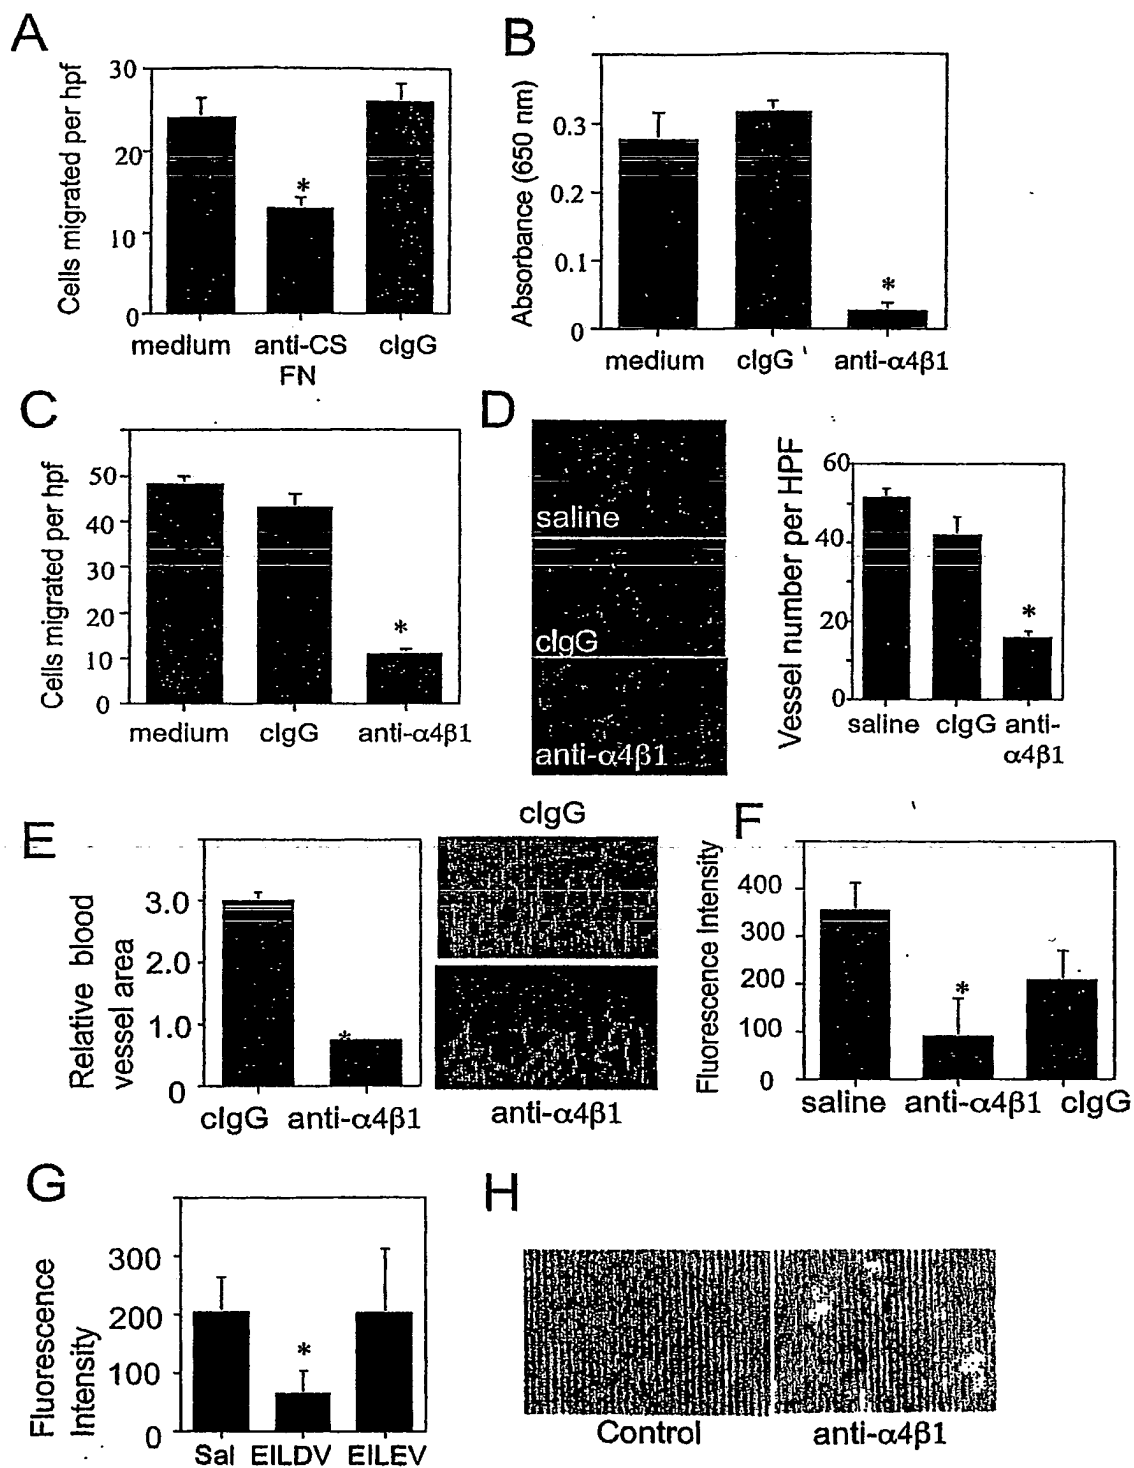 A
Cells migrated per hpf
30
20
10
0
*
medium
anti-CS
FN
cIgG
B
Absorbance (650 nm)
0.3
0.2
0.1
0
*
medium
cIgG
anti-α4β1
C
Cells migrated per hpf
50
40
30
20
10
0
*
medium
cIgG
anti-α4β1
D
saline
cIgG
anti-α4β1
Vessel number per HPF
60
40
20
0
*
saline
cIgG
anti-
α4β1
E
Relative blood
vessel area
3.0
2.0
1.0
0
*
cIgG
anti-α4β1
cIgG
anti-α4β1
F
Fluorescence Intensity
400
300
200
100
0
*
saline
anti-α4β1
cIgG
G
Fluorescence
Intensity
300
200
100
0
*
Sal
EILDV
EILEV
H
Control
anti-α4β1